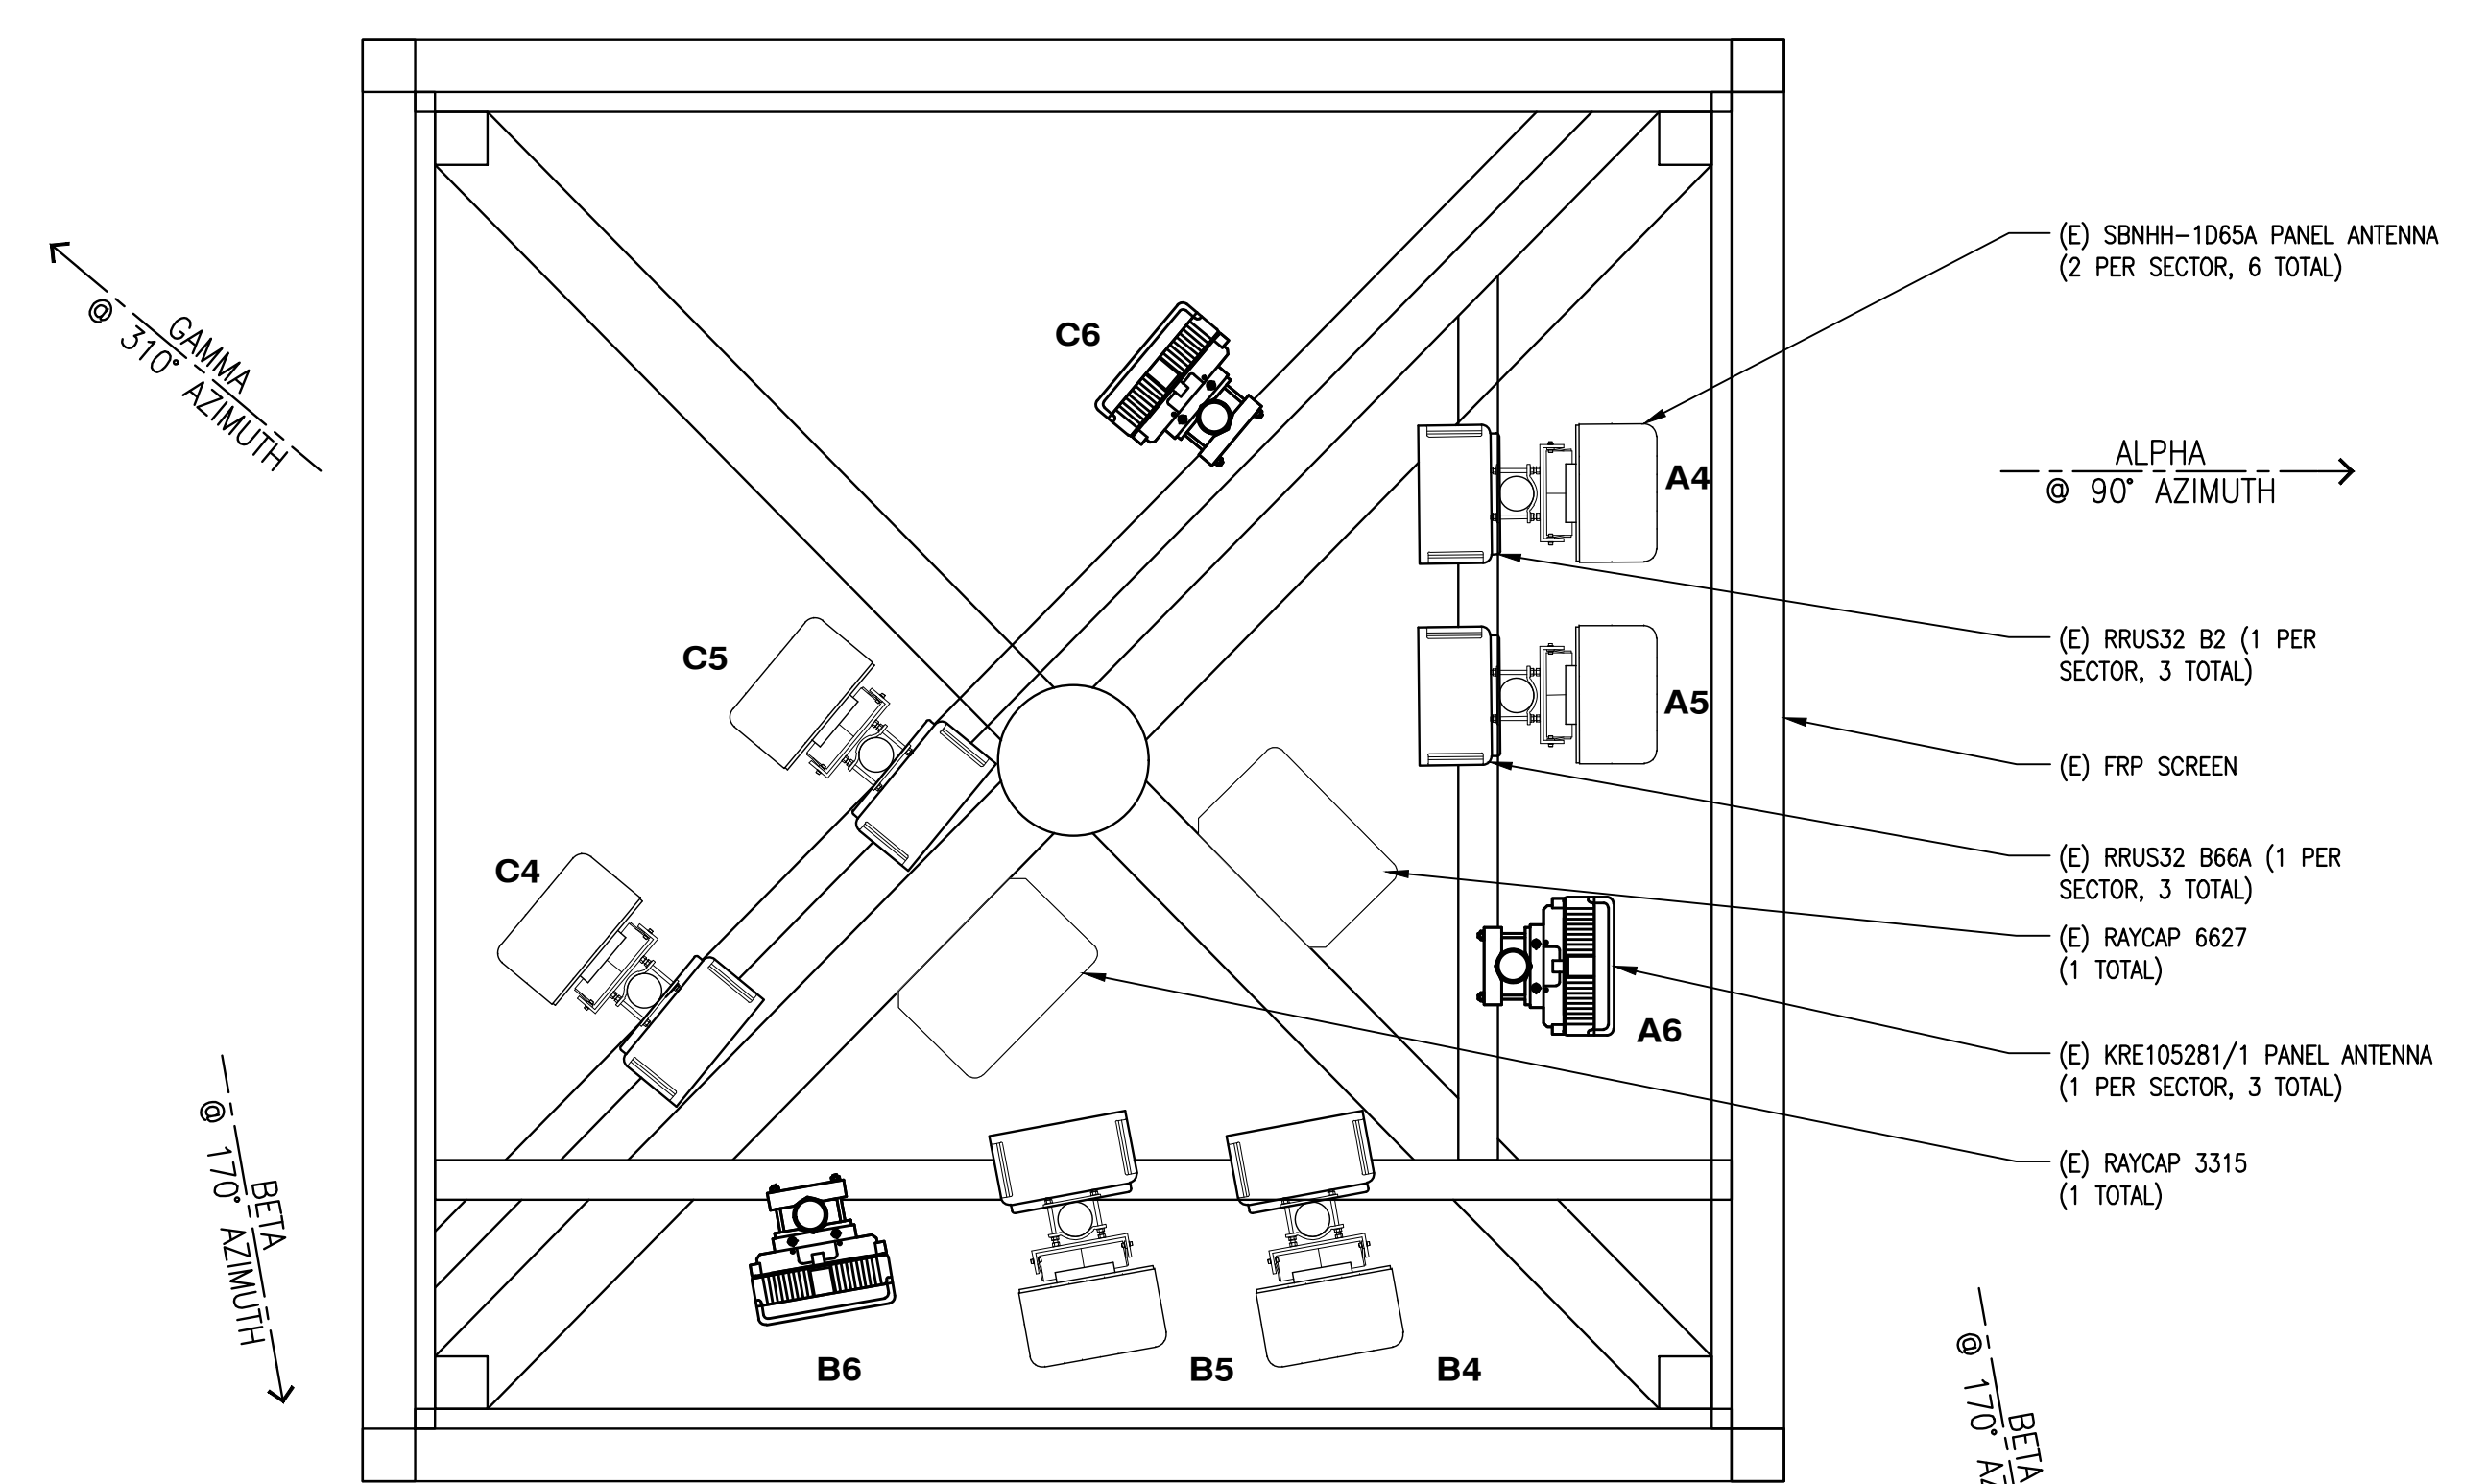 (E) SBNHH-1D65A PANEL ANTENNA
(2 PER SECTOR, 6 TOTAL)
GAMMA
@ 310° AZIMUTH
C6
ALPHA
@ 90° AZIMUTH
A4
(E) RRUS32 B2 (1 PER
SECTOR, 3 TOTAL)
C5
A5
(E) FRP SCREEN
C4
(E) RRUS32 B66A (1 PER
SECTOR, 3 TOTAL)
(E) RAYCAP 6627
(1 TOTAL)
A6
(E) KRE105281/1 PANEL ANTENNA
(1 PER SECTOR, 3 TOTAL)
BETA
@ 170° AZIMUTH
(E) RAYCAP 3315
(1 TOTAL)
B6
B5
B4
BETA
@ 170° AZ